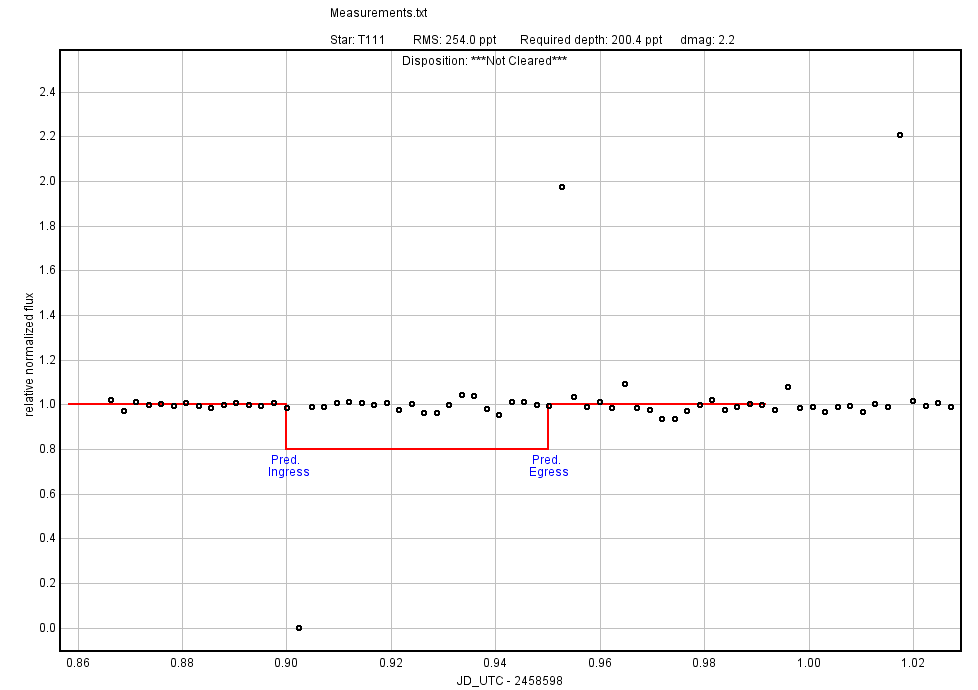 Measurements.txt
Star: T111 RMS: 254.0 ppt Required depth: 200.4 ppt dmag: 2.2
Disposition: ***Not Cleared***
relative normalized flux
2.4
2.2
2.0
1.8
1.6
1.4
1.2
1.0
0.8
0.6
0.4
0.2
0.0
Pred.
Ingress
Pred.
Egress
0.86 0.88 0.90 0.92 0.94 0.96 0.98 1.00 1.02
JD_UTC - 2458598